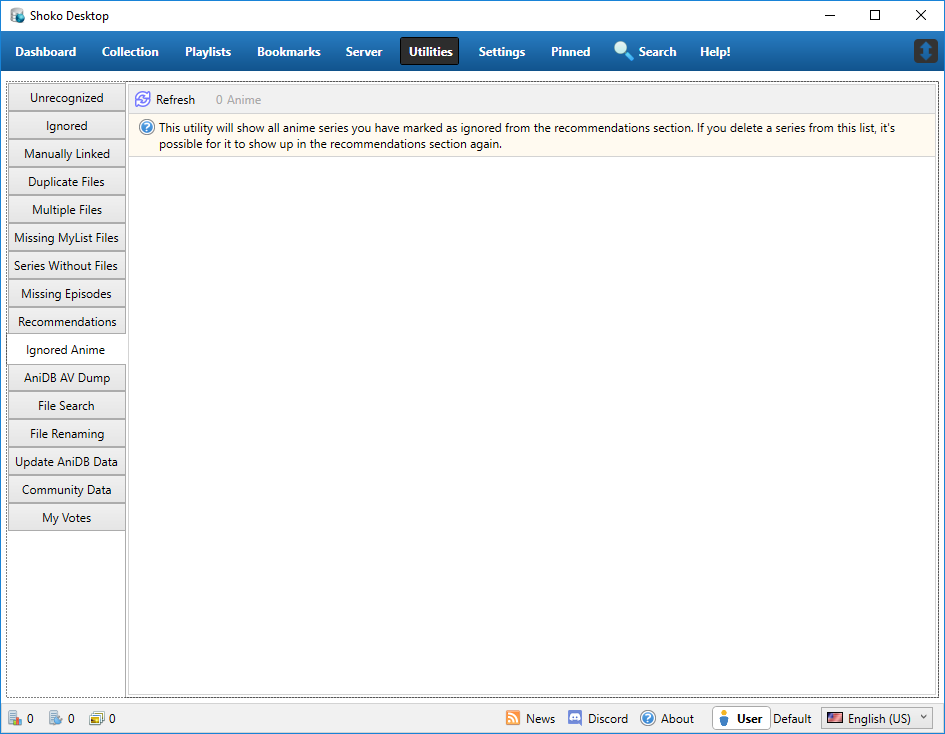 Shoko Desktop
Dashboard Collection Playlists Bookmarks Server Utilities Settings Pinned Search Help!
Unrecognized
Ignored
Manually Linked
Duplicate Files
Multiple Files
Missing MyList Files
Series Without Files
Missing Episodes
Recommendations
Ignored Anime
AniDB AV Dump
File Search
File Renaming
Update AniDB Data
Community Data
My Votes
Refresh 0 Anime
This utility will show all anime series you have marked as ignored from the recommendations section. If you delete a series from this list, it's
possible for it to show up in the recommendations section again.
0 0 0 News Discord About User Default English (US)